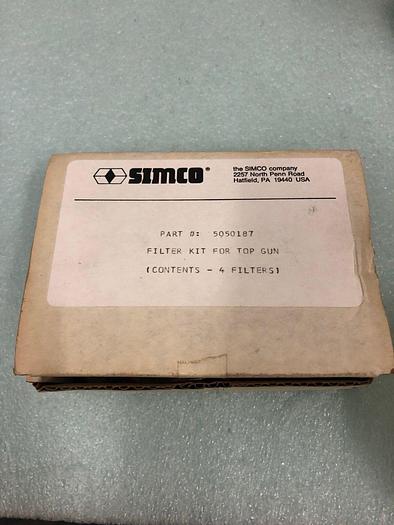 SIMCO®
the SIMCO company
2257 North Penn Road
Hatfield, PA 19440 USA
PART #: 5050187
FILTER KIT FOR TOP GUN
(CONTENTS - 4 FILTERS)